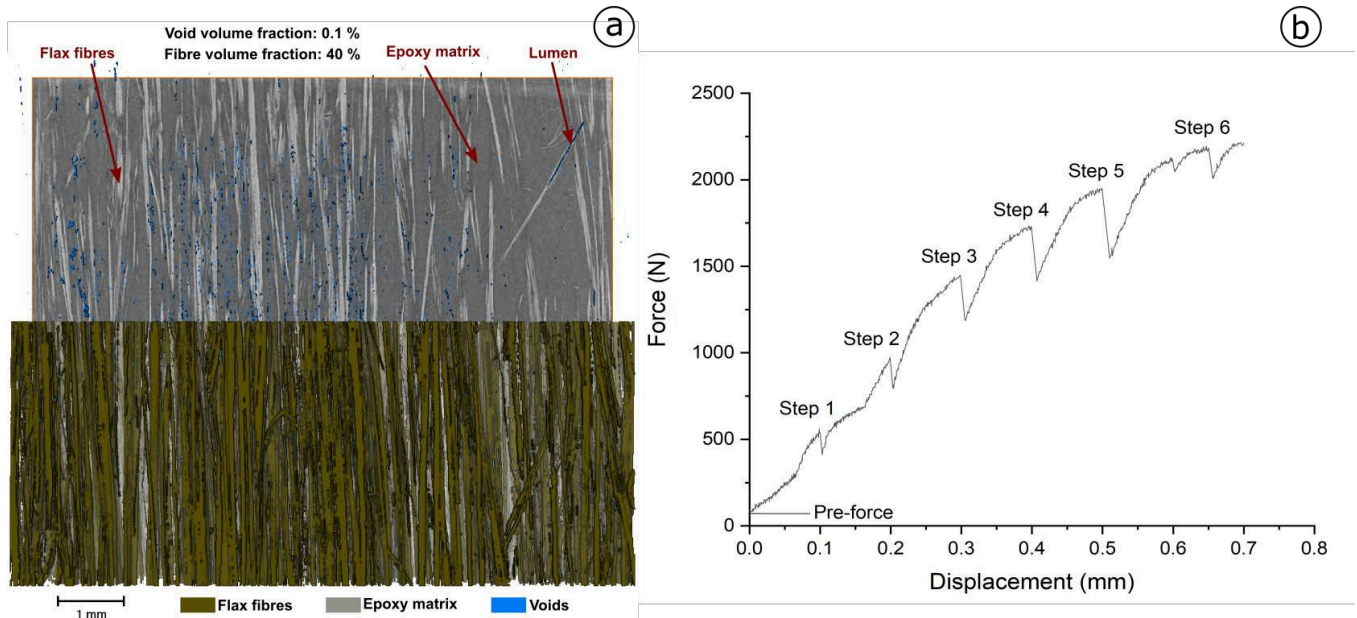 a
Void volume fraction: 0.1 %
Fibre volume fraction: 40 %
Flax fibres
Epoxy matrix
Lumen
1 mm
Flax fibres
Epoxy matrix
Voids
b
2500
2000
1500
1000
500
0
Force (N)
Step 1
Step 2
Step 3
Step 4
Step 5
Step 6
Pre-force
0.0 0.1 0.2 0.3 0.4 0.5 0.6 0.7 0.8
Displacement (mm)